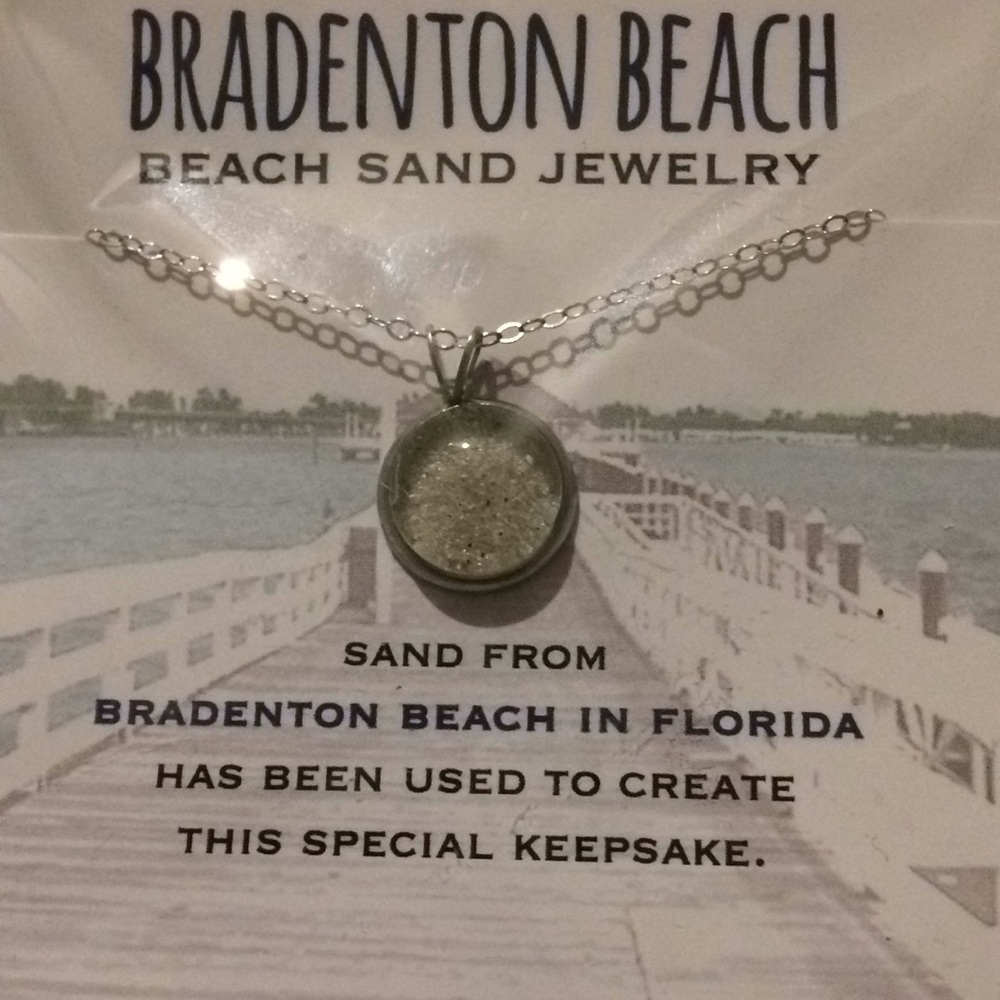 BRADENTON BEACH
BEACH SAND JEWELRY
SAND FROM
BRADENTON BEACH IN FLORIDA
HAS BEEN USED TO CREATE
THIS SPECIAL KEEPSAKE.